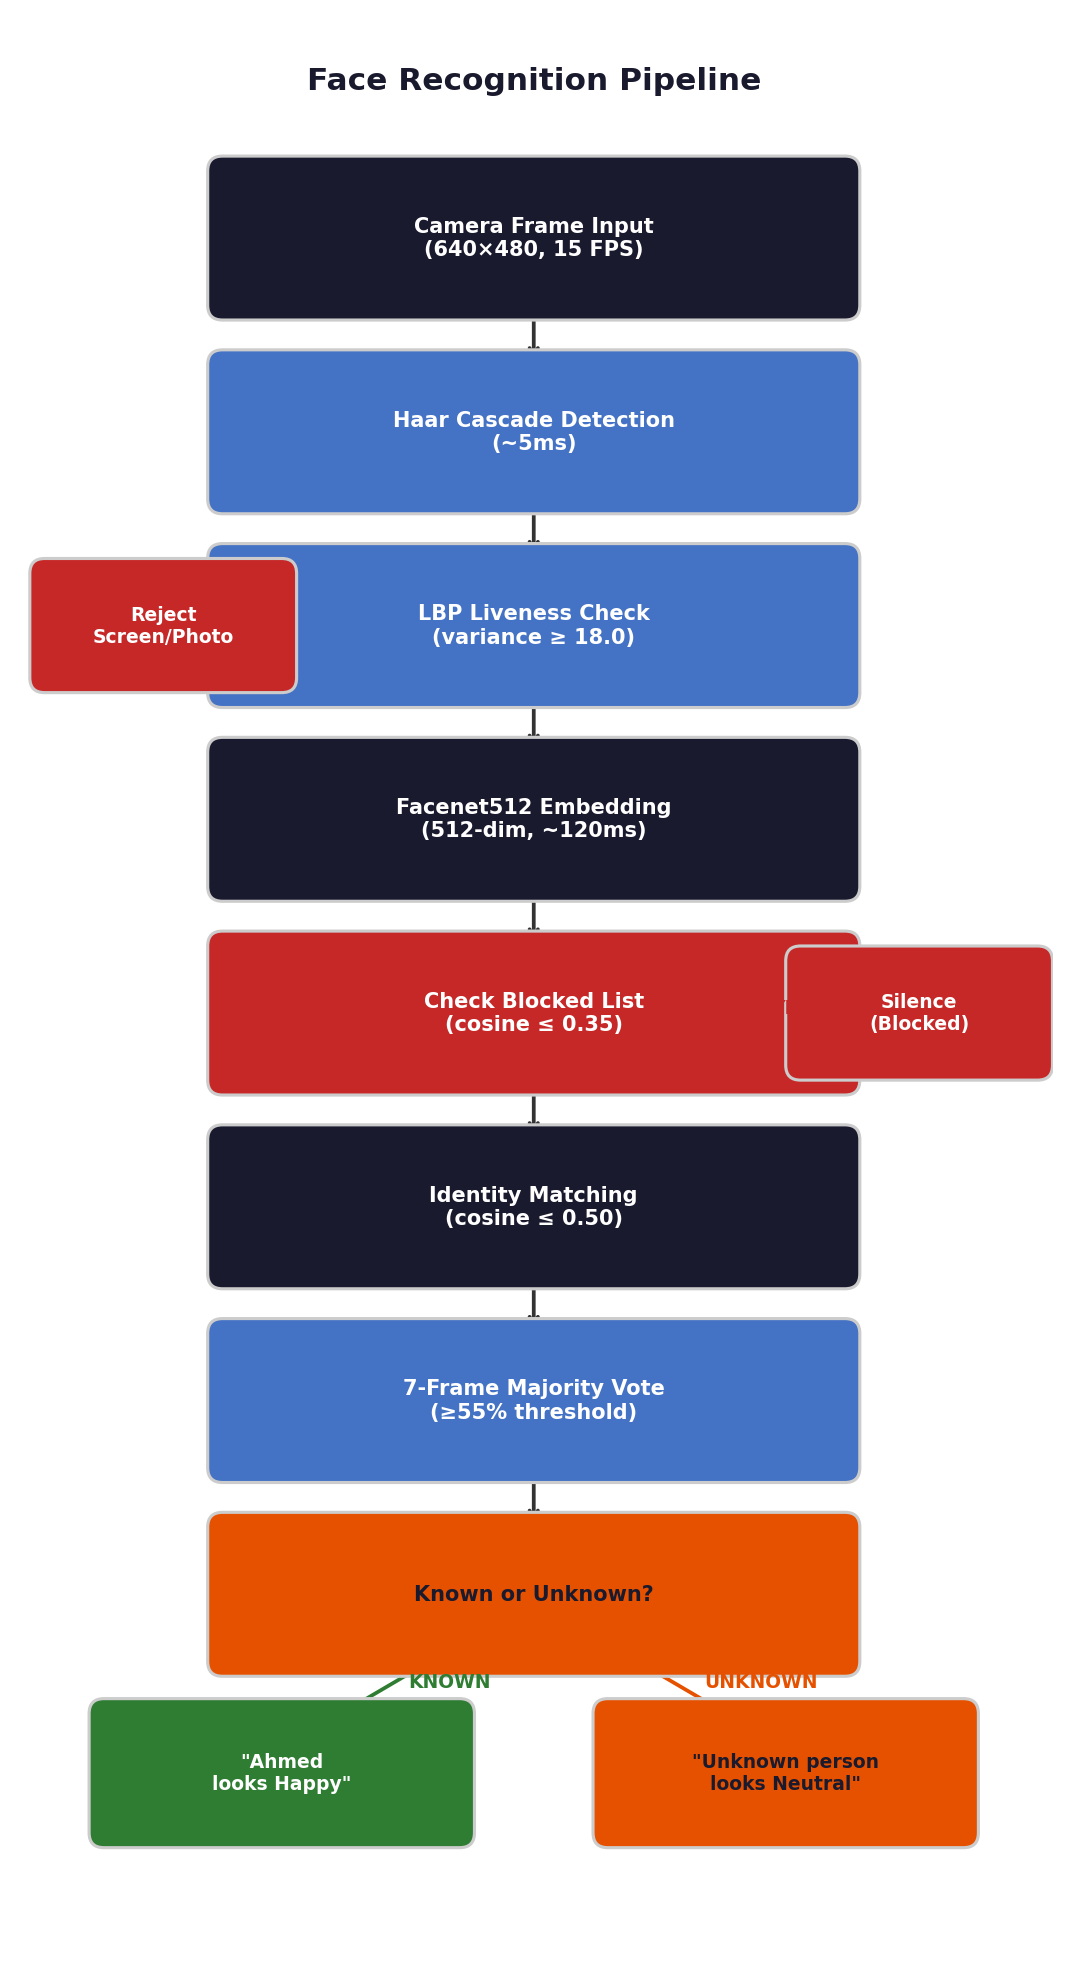 Face Recognition Pipeline
Camera Frame Input
(640×480, 15 FPS)
Haar Cascade Detection
(~5ms)
Reject
Screen/Photo
LBP Liveness Check
(variance ≥ 18.0)
Facenet512 Embedding
(512-dim, ~120ms)
Check Blocked List
(cosine ≤ 0.35)
Silence
(Blocked)
Identity Matching
(cosine ≤ 0.50)
7-Frame Majority Vote
(≥55% threshold)
Known or Unknown?
KNOWN
UNKNOWN
"Ahmed
looks Happy"
"Unknown person
looks Neutral"